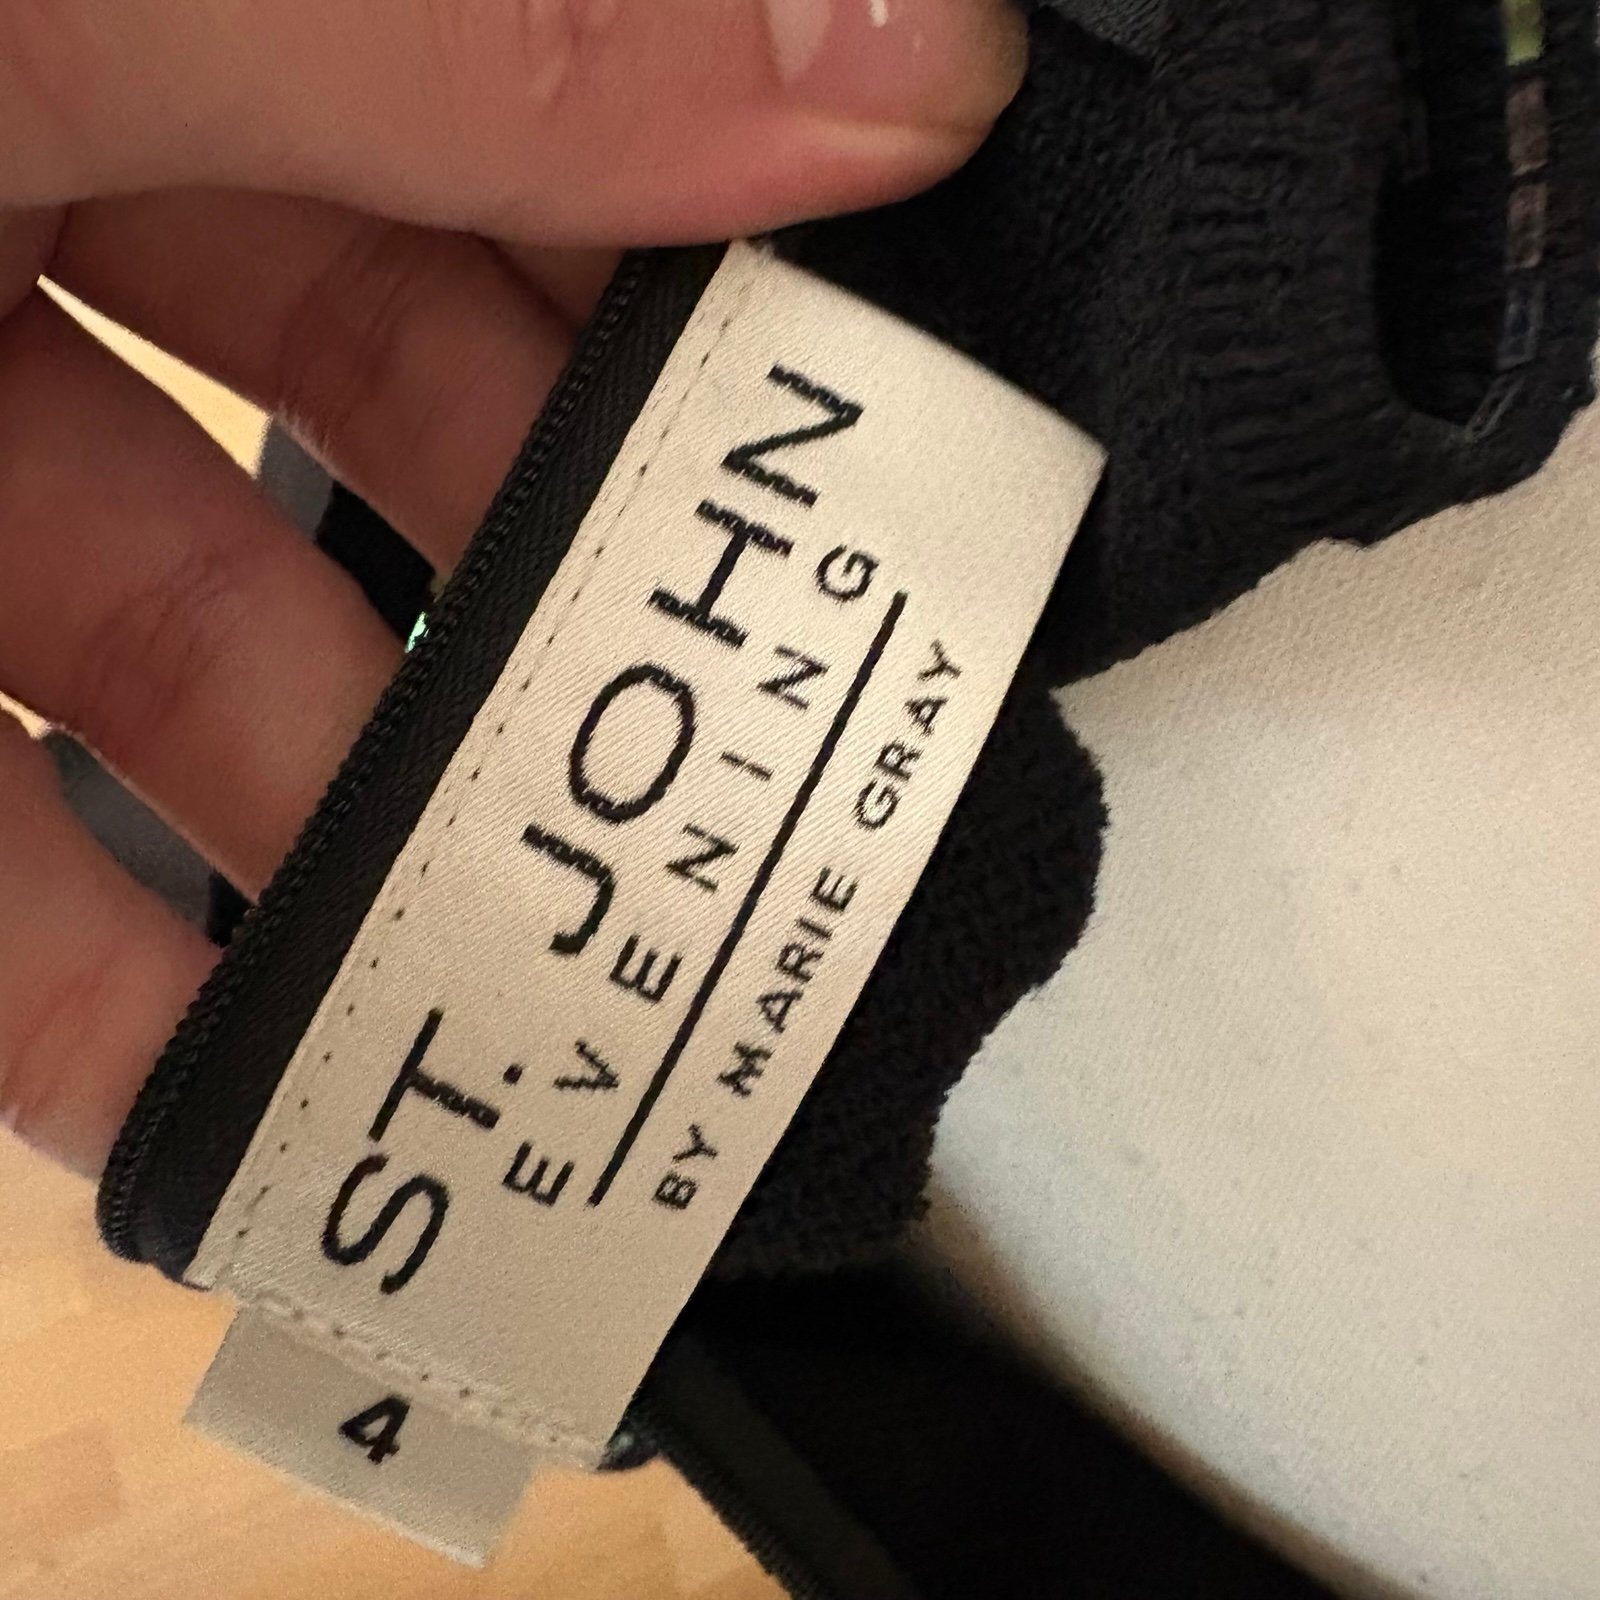 ST. JOHN
EVENING
BY MARIE GRAY
4